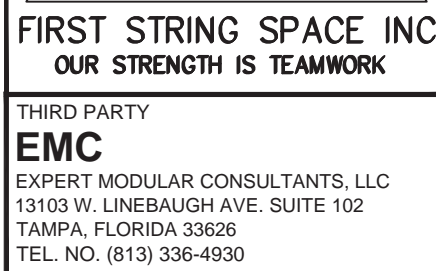 FIRST STRING SPACE INC
OUR STRENGTH IS TEAMWORK
THIRD PARTY
EMC
EXPERT MODULAR CONSULTANTS, LLC
13103 W. LINEBAUGH AVE. SUITE 102
TAMPA, FLORIDA 33626
TEL. NO. (813) 336-4930